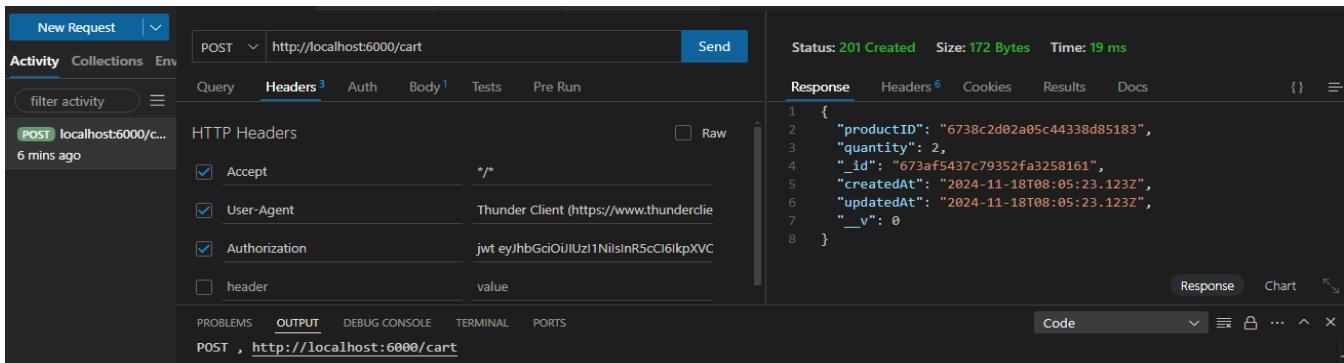 New Request
Activity Collections Env
filter activity
POST localhost:6000/c...
6 mins ago
POST http://localhost:6000/cart Send
Query Headers 3 Auth Body 1 Tests Pre Run
HTTP Headers Raw
Accept */*
User-Agent Thunder Client (https://www.thunderclie
Authorization jwt eyJhbGciOiJIUzI1NiIsInR5cCI6IkpXVC
header value
Status: 201 Created Size: 172 Bytes Time: 19 ms
Response Headers 6 Cookies Results Docs {}
1 {
2 "productID": "6738c2d02a05c44338d85183",
3 "quantity": 2,
4 "_id": "673af5437c79352fa3258161",
5 "createdAt": "2024-11-18T08:05:23.123Z",
6 "updatedAt": "2024-11-18T08:05:23.123Z",
7 "__v": 0
8 }
Response Chart
PROBLEMS OUTPUT DEBUG CONSOLE TERMINAL PORTS Code
POST , http://localhost:6000/cart